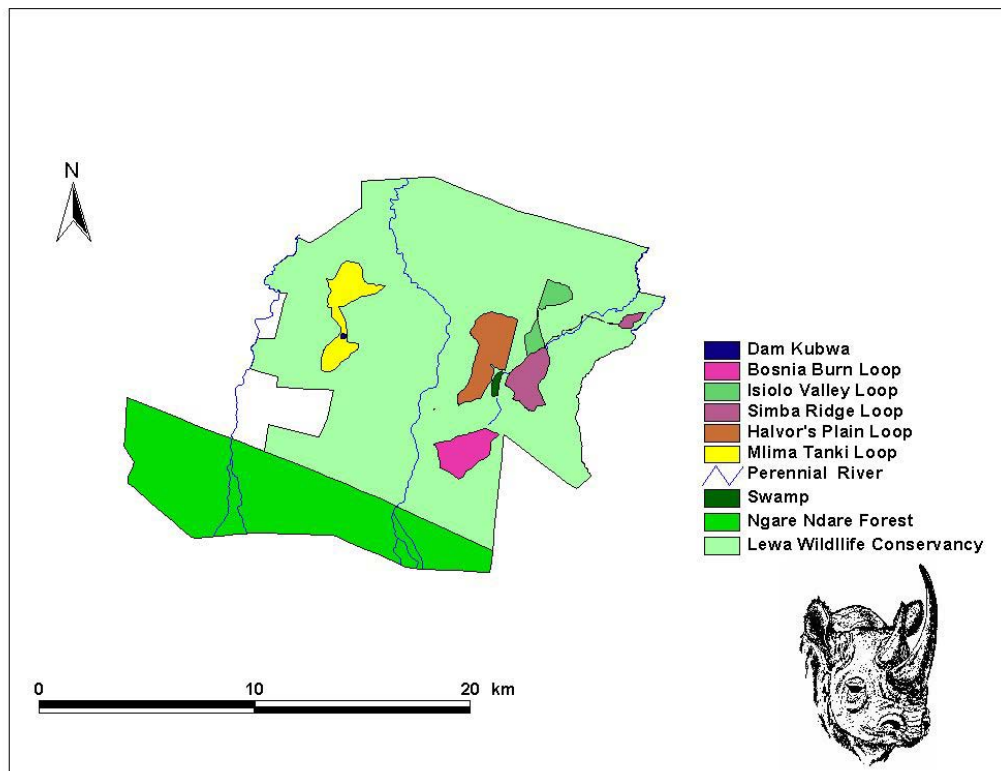 N
Dam Kubwa
Bosnia Burn Loop
Isiolo Valley Loop
Simba Ridge Loop
Halvor's Plain Loop
Mlima Tanki Loop
Perennial River
Swamp
Ngare Ndare Forest
Lewa Wildllife Conservancy
0 10 20 km